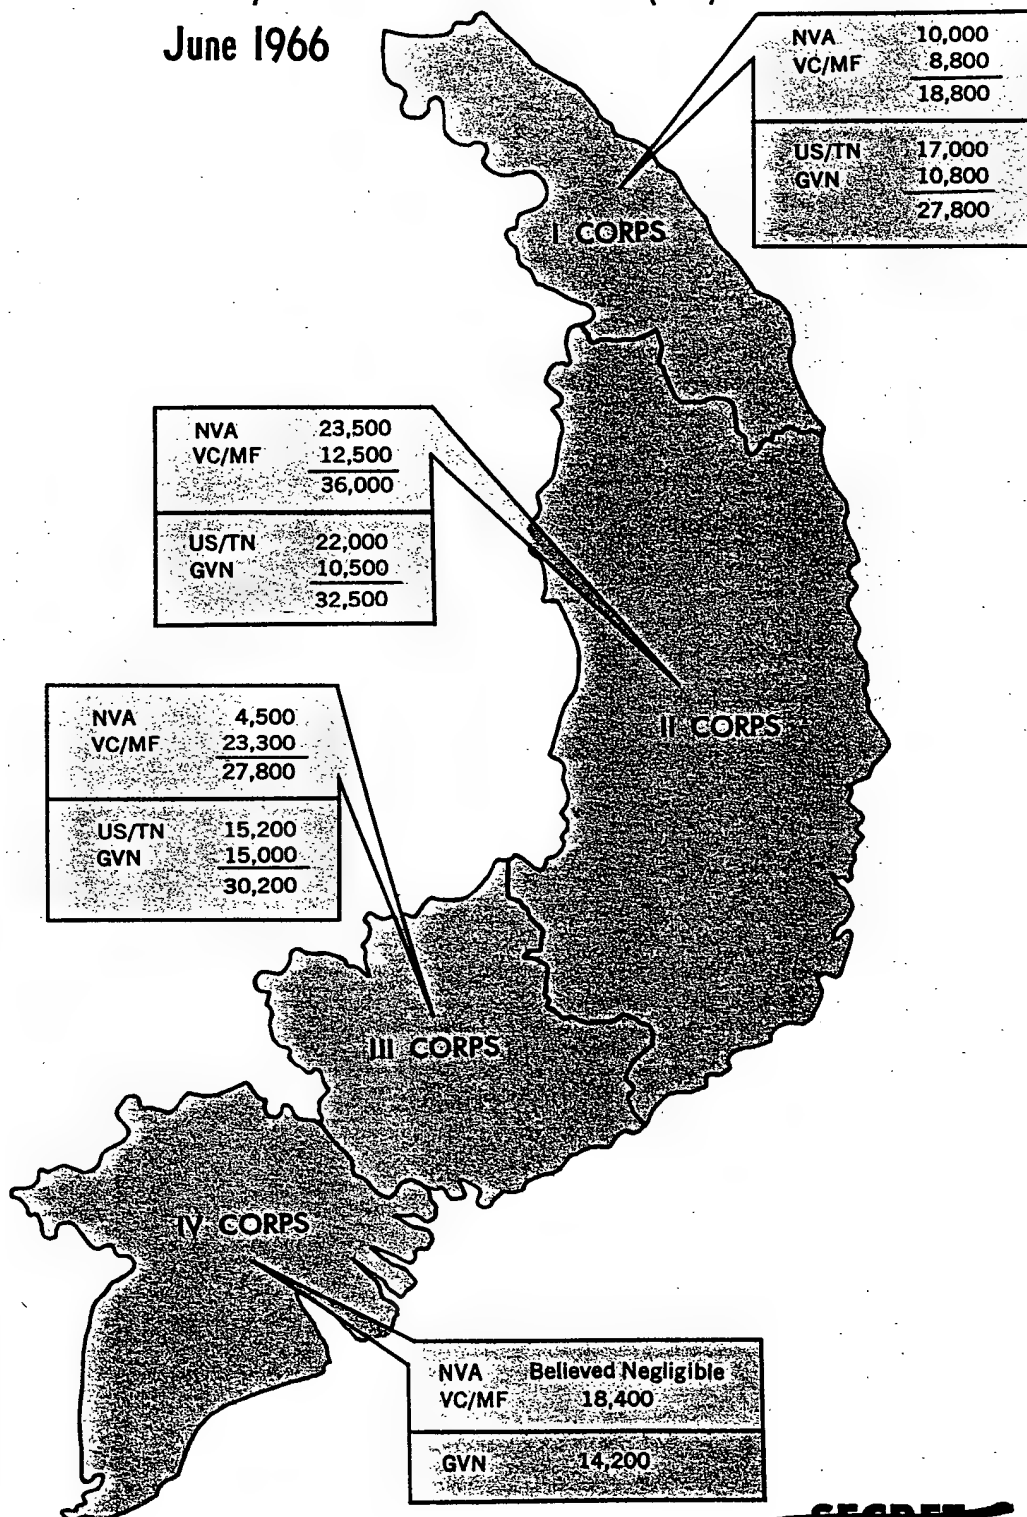 June 1966
NVA 10,000
VC/MF 8,800
18,800
US/TN 17,000
GVN 10,800
27,800
I CORPS
NVA 23,500
VC/MF 12,500
36,000
US/TN 22,000
GVN 10,500
32,500
II CORPS
NVA 4,500
VC/MF 23,300
27,800
US/TN 15,200
GVN 15,000
30,200
III CORPS
IV CORPS
NVA Believed Negligible
VC/MF 18,400
GVN 14,200
SECRET